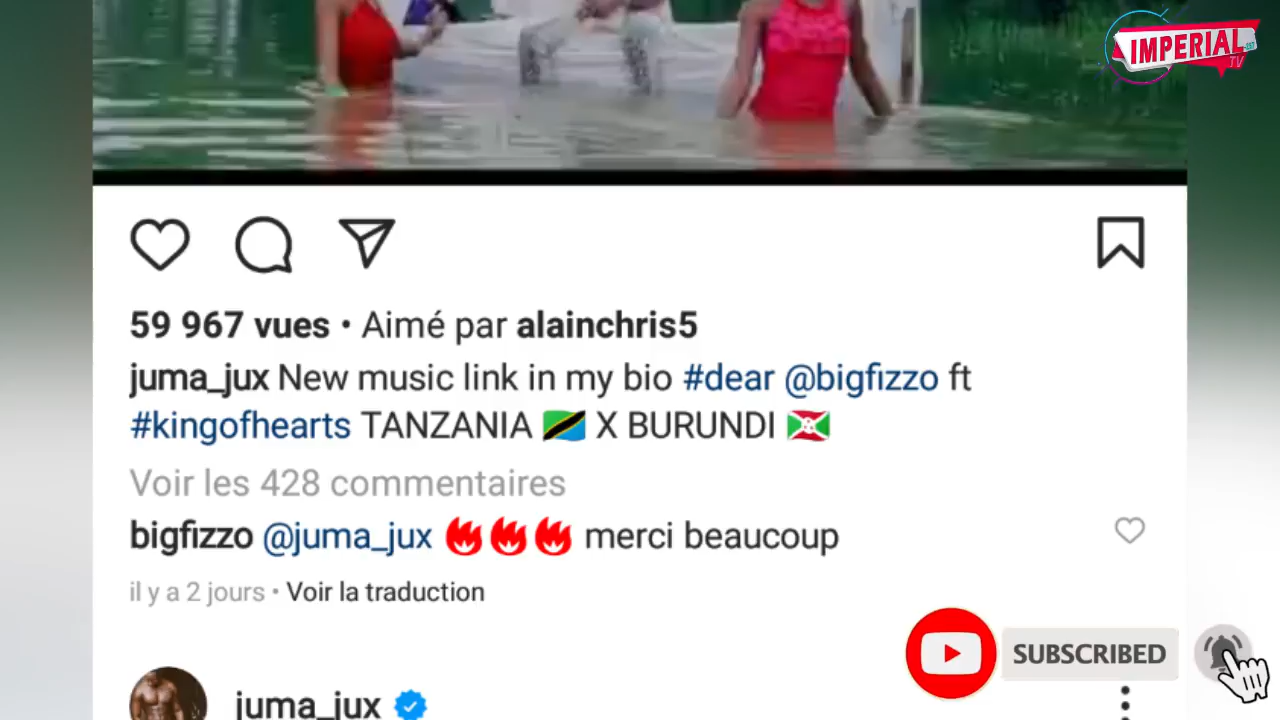 IMPERIAL
TV
59 967 vues • Aimé par alainchris5
juma_jux New music link in my bio #dear @bigfizzo ft
#kingofhearts TANZANIA 🇹🇿 X BURUNDI 🇧🇮
Voir les 428 commentaires
bigfizzo @juma_jux 🔥🔥🔥 merci beaucoup
il y a 2 jours • Voir la traduction
SUBSCRIBED
juma_jux